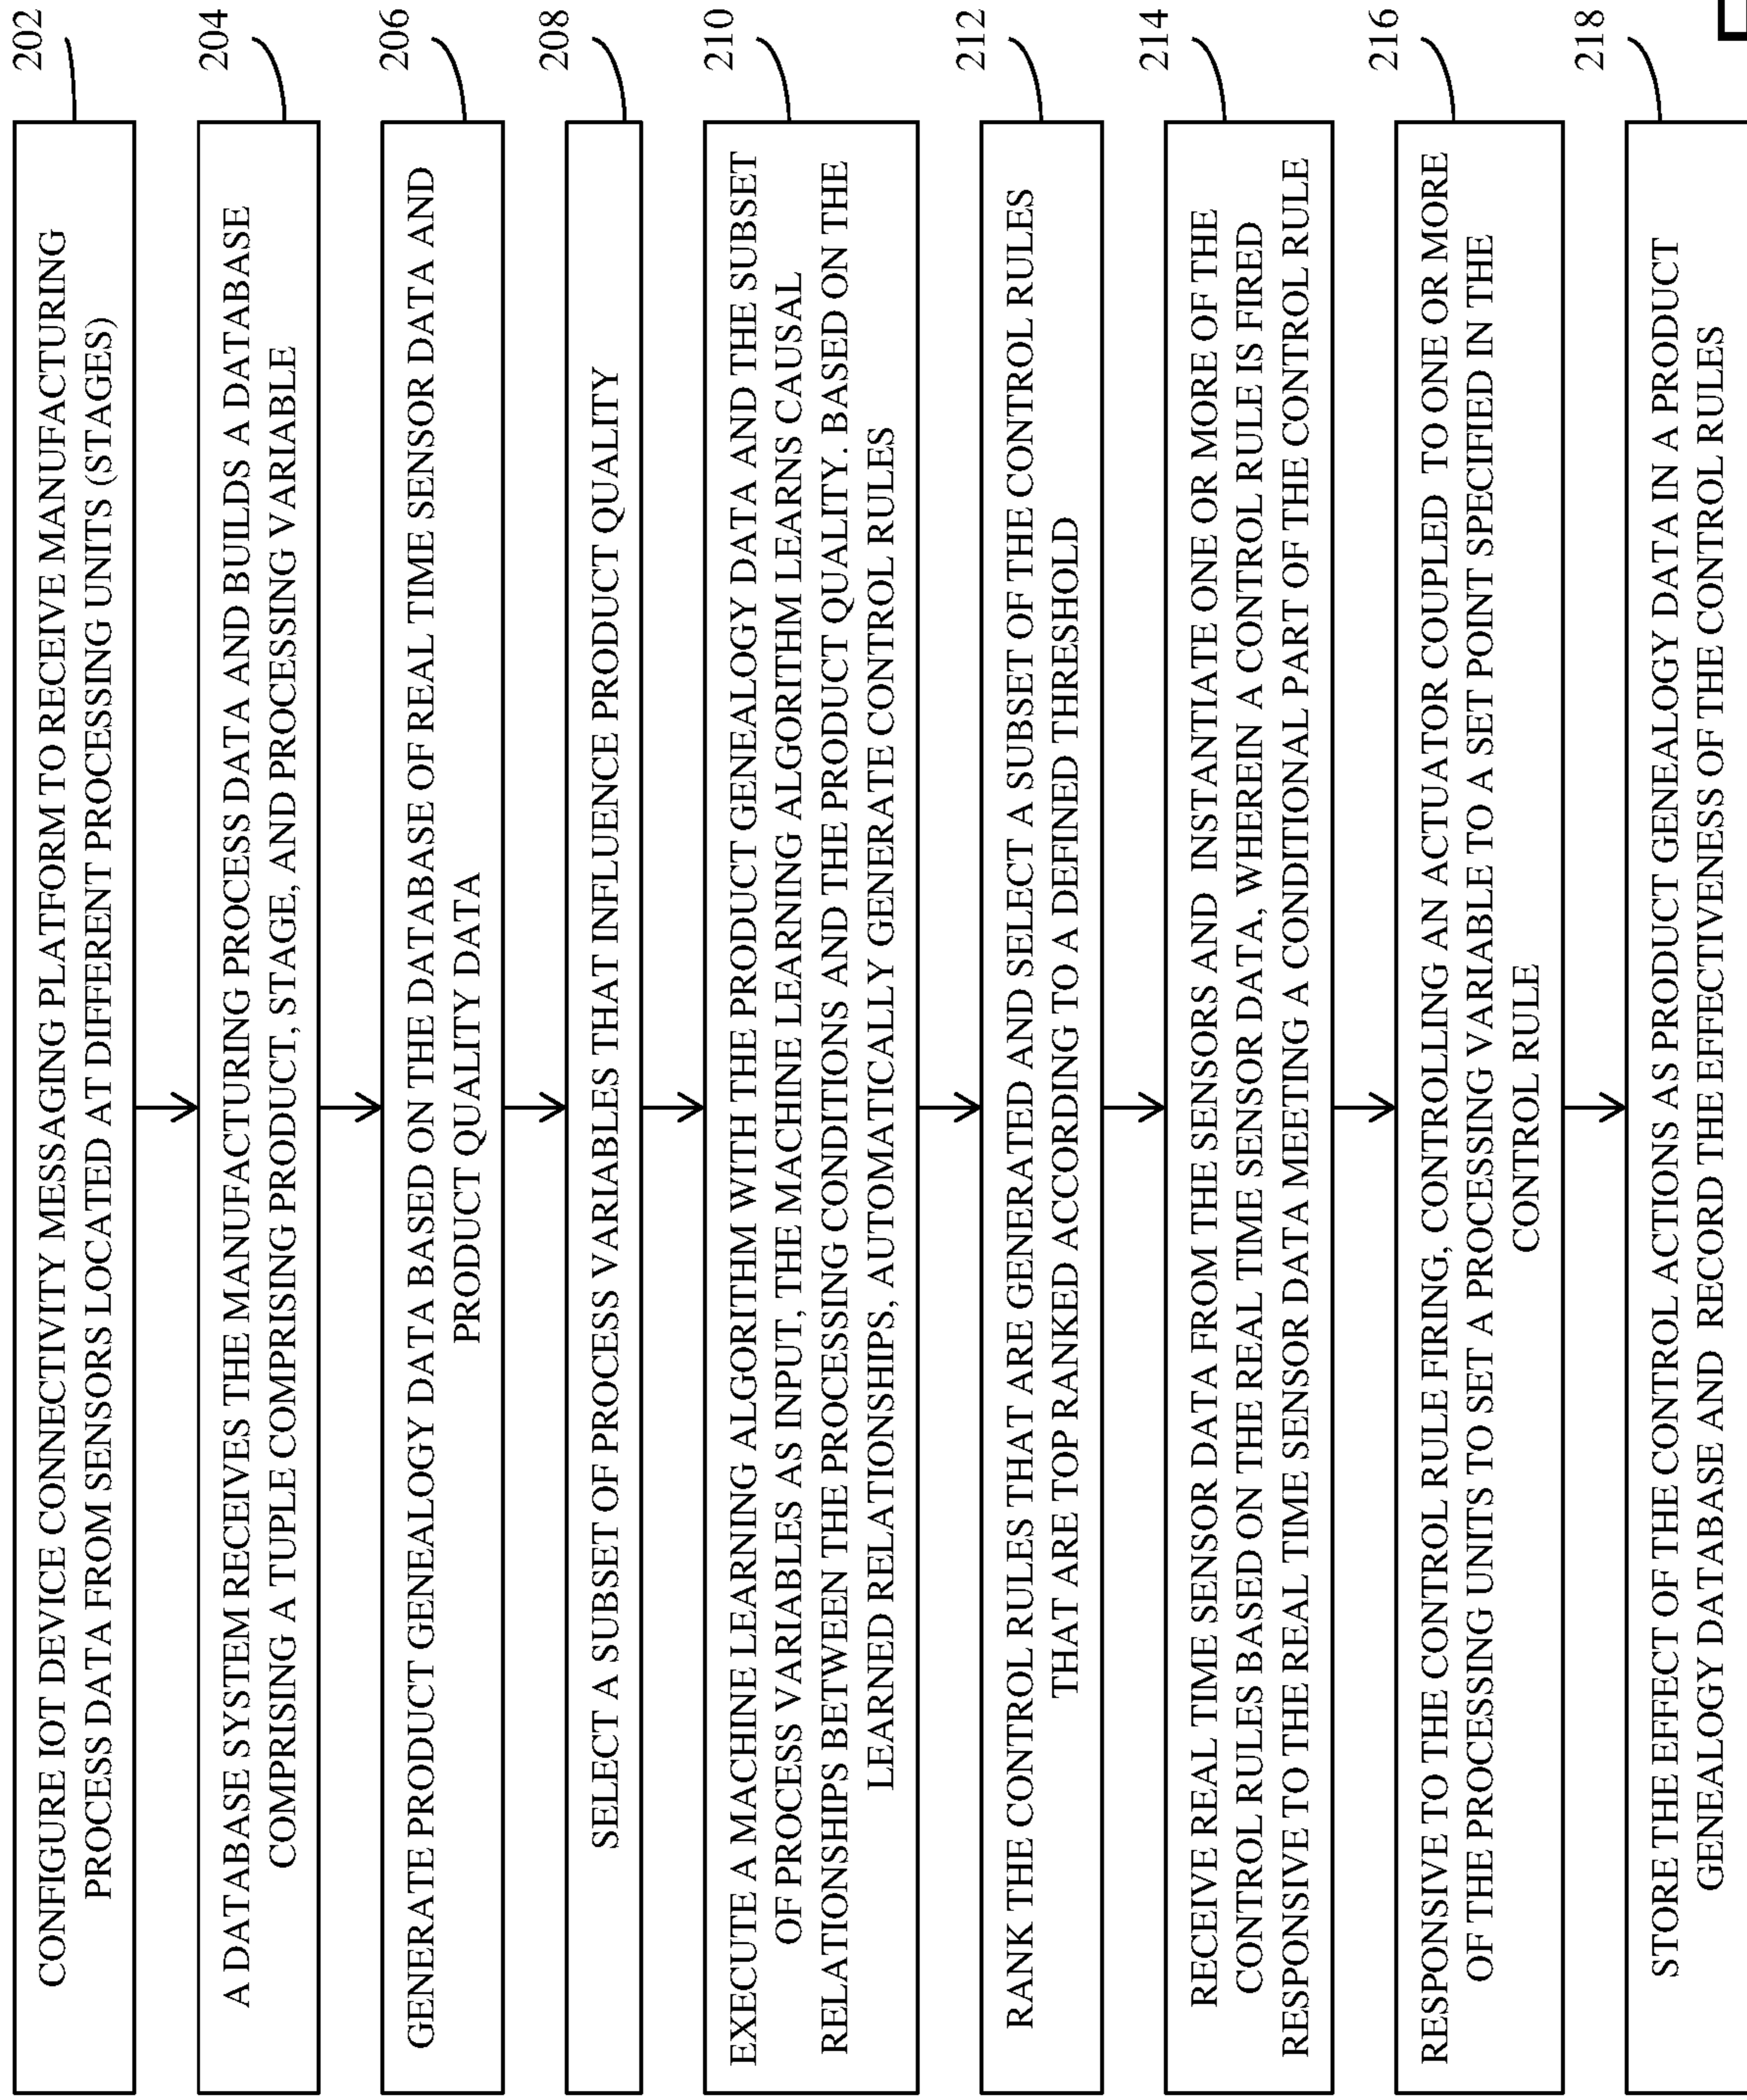 202
CONFIGURE IOT DEVICE CONNECTIVITY MESSAGING PLATFORM TO RECEIVE MANUFACTURING
PROCESS DATA FROM SENSORS LOCATED AT DIFFERENT PROCESSING UNITS (STAGES)
204
A DATABASE SYSTEM RECEIVES THE MANUFACTURING PROCESS DATA AND BUILDS A DATABASE
COMPRISING A TUPLE COMPRISING PRODUCT, STAGE, AND PROCESSING VARIABLE
206
GENERATE PRODUCT GENEALOGY DATA BASED ON THE DATABASE OF REAL TIME SENSOR DATA AND
PRODUCT QUALITY DATA
208
SELECT A SUBSET OF PROCESS VARIABLES THAT INFLUENCE PRODUCT QUALITY
210
EXECUTE A MACHINE LEARNING ALGORITHM WITH THE PRODUCT GENEALOGY DATA AND THE SUBSET
OF PROCESS VARIABLES AS INPUT, THE MACHINE LEARNING ALGORITHM LEARNS CAUSAL
RELATIONSHIPS BETWEEN THE PROCESSING CONDITIONS AND THE PRODUCT QUALITY. BASED ON THE
LEARNED RELATIONSHIPS, AUTOMATICALLY GENERATE CONTROL RULES
212
RANK THE CONTROL RULES THAT ARE GENERATED AND SELECT A SUBSET OF THE CONTROL RULES
THAT ARE TOP RANKED ACCORDING TO A DEFINED THRESHOLD
214
RECEIVE REAL TIME SENSOR DATA FROM THE SENSORS AND INSTANTIATE ONE OR MORE OF THE
CONTROL RULES BASED ON THE REAL TIME SENSOR DATA, WHEREIN A CONTROL RULE IS FIRED
RESPONSIVE TO THE REAL TIME SENSOR DATA MEETING A CONDITIONAL PART OF THE CONTROL RULE
216
RESPONSIVE TO THE CONTROL RULE FIRING, CONTROLLING AN ACTUATOR COUPLED TO ONE OR MORE
OF THE PROCESSING UNITS TO SET A PROCESSING VARIABLE TO A SET POINT SPECIFIED IN THE
CONTROL RULE
218
STORE THE EFFECT OF THE CONTROL ACTIONS AS PRODUCT GENEALOGY DATA IN A PRODUCT
GENEALOGY DATABASE AND RECORD THE EFFECTIVENESS OF THE CONTROL RULES